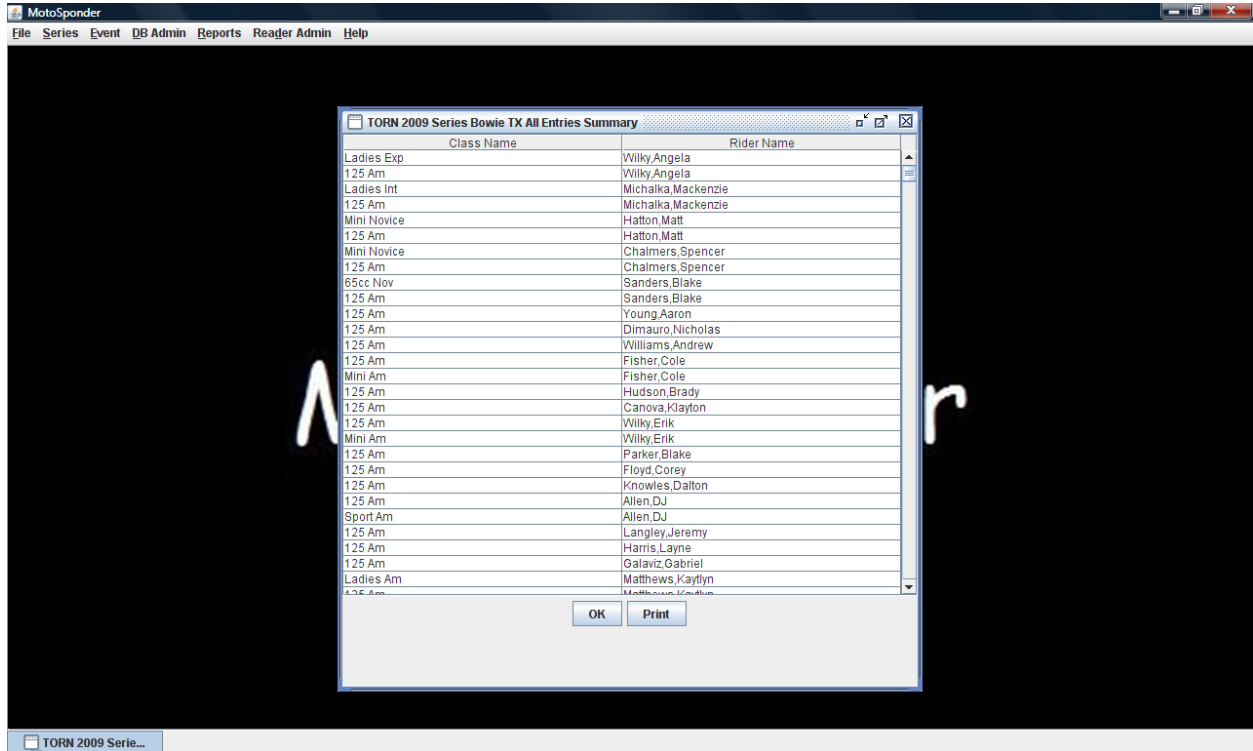 MotoSponder
File Series Event DB Admin Reports Reader Admin Help
TORN 2009 Series Bowie TX All Entries Summary
Class Name Rider Name
Ladies Exp Wilky,Angela
125 Am Wilky,Angela
Ladies Int Michalka,Mackenzie
125 Am Michalka,Mackenzie
Mini Novice Hatton,Matt
125 Am Hatton,Matt
Mini Novice Chalmers,Spencer
125 Am Chalmers,Spencer
65cc Nov Sanders,Blake
125 Am Sanders,Blake
125 Am Young,Aaron
125 Am Dimauro,Nicholas
125 Am Williams,Andrew
125 Am Fisher,Cole
Mini Am Fisher,Cole
125 Am Hudson,Brady
125 Am Canova,Klayton
125 Am Wilky,Erik
Mini Am Wilky,Erik
125 Am Parker,Blake
125 Am Floyd,Corey
125 Am Knowles,Dalton
125 Am Allen,DJ
Sport Am Allen,DJ
125 Am Langley,Jeremy
125 Am Harris,Layne
125 Am Galaviz,Gabriel
Ladies Am Matthews,Kaytlyn
125 Am Matthews,Kaytlyn
OK Print
TORN 2009 Serie...